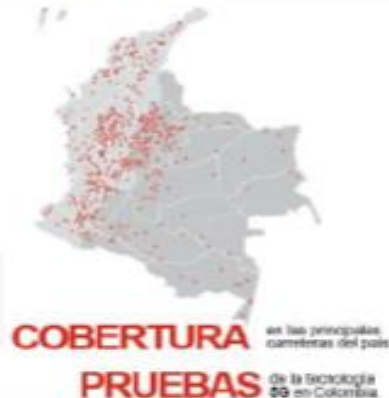 COBERTURA en las principales
carreteras del país
PRUEBAS de la tecnología
5G en Colombia